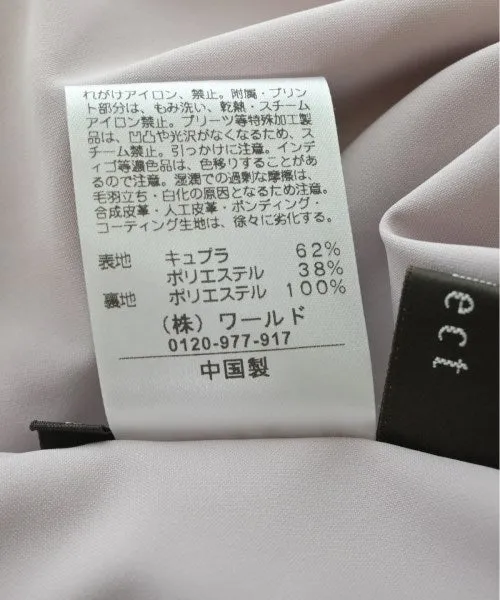 れがけアイロン、禁止。附属・プリン
ト部分は、もみ洗い、乾熱・スチーム
アイロン禁止。プリーツ等特殊加工製
品は、凹凸や光沢がなくなるため、ス
チーム禁止。引っかけに注意。インデ
ィゴ等濃色品は、色移りすることがあ
るので注意。湿潤での過剰な摩擦は、
毛羽立ち・白化の原因となるため注意。
合成皮革・人工皮革・ボンディング・
コーティング生地は、徐々に劣化する。
表地 キュプラ 62%
ポリエステル 38%
裏地 ポリエステル 100%
(株)ワールド
0120-977-917
中国製
ect